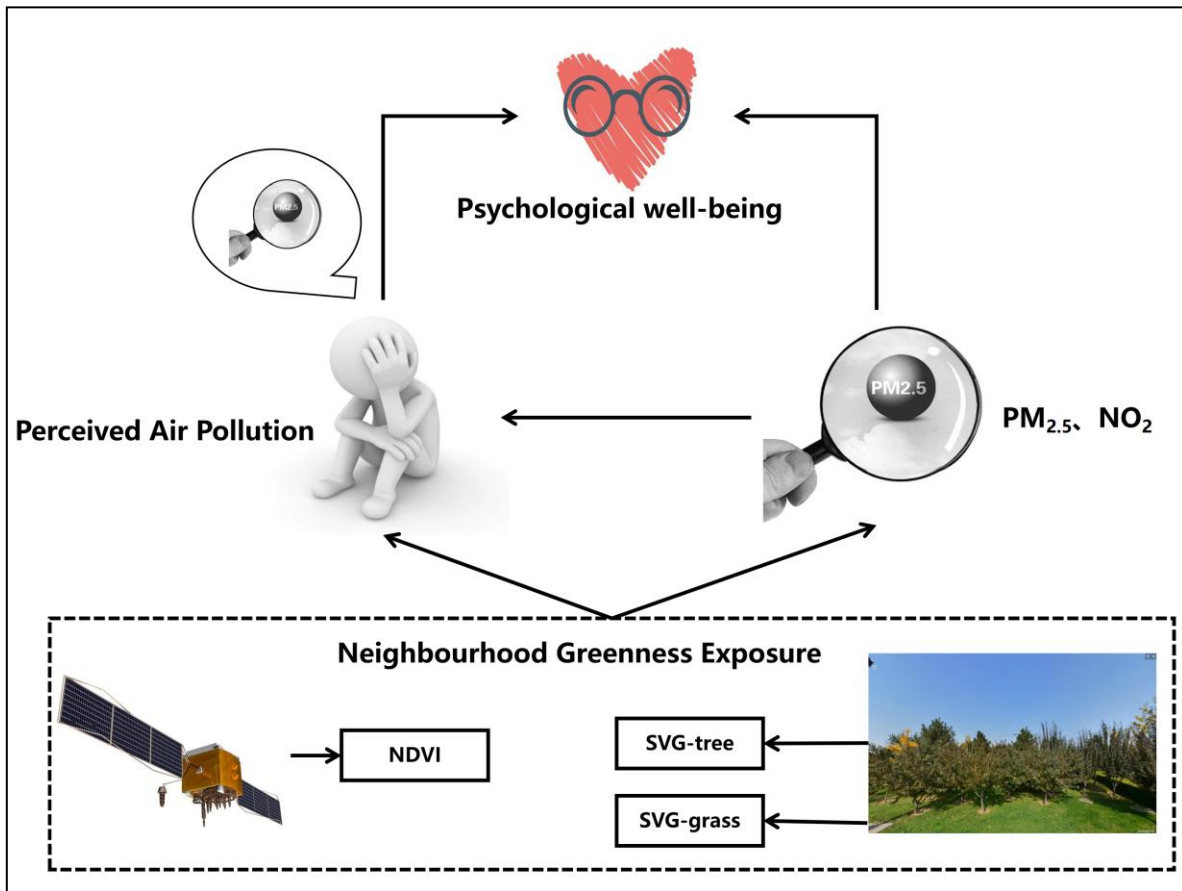 Psychological well-being
PM2.5
PM2.5
Perceived Air Pollution
PM2.5、NO2
Neighbourhood Greenness Exposure
NDVI
SVG-tree
SVG-grass